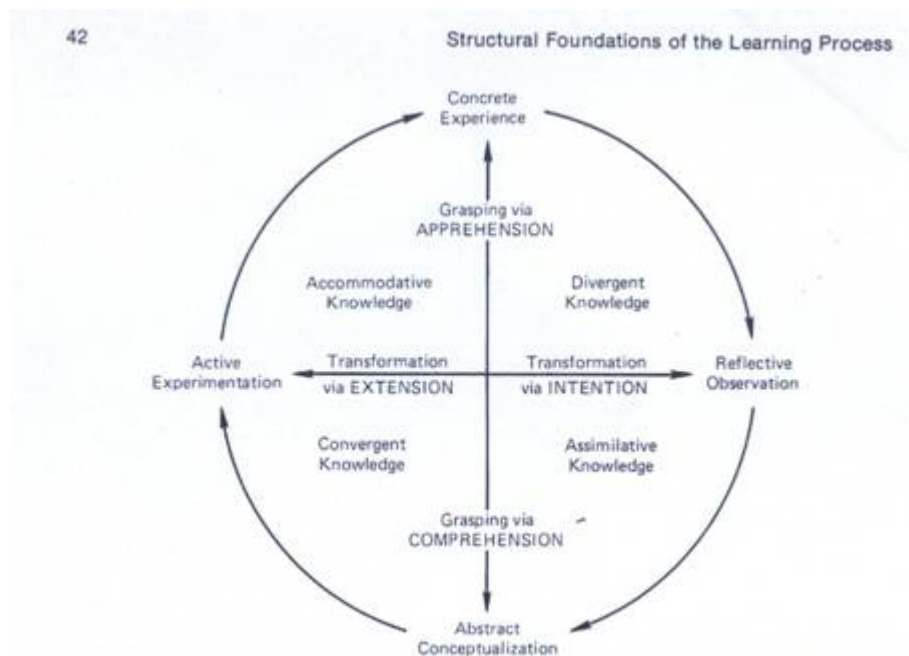 42
Structural Foundations of the Learning Process
Concrete
Experience
Grasping via
APPREHENSION
Accommodative
Knowledge
Divergent
Knowledge
Active
Experimentation
Transformation
via EXTENSION
Transformation
via INTENTION
Reflective
Observation
Convergent
Knowledge
Assimilative
Knowledge
Grasping via
COMPREHENSION
Abstract
Conceptualization